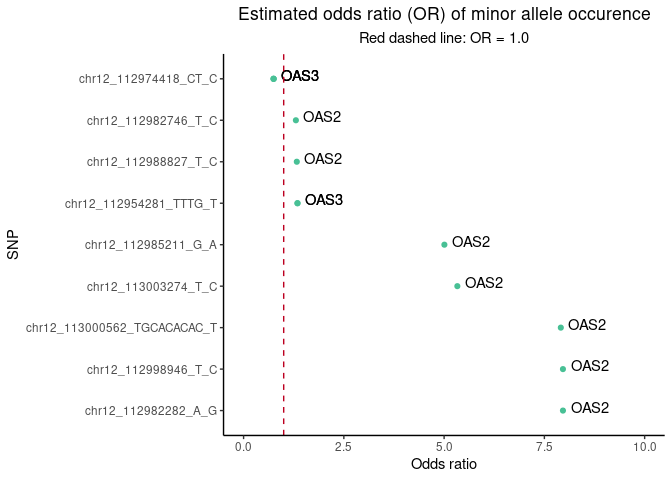 Estimated odds ratio (OR) of minor allele occurence
Red dashed line: OR = 1.0
chr12_112974418_CT_C
OAS3
chr12_112982746_T_C
OAS2
chr12_112988827_T_C
OAS2
chr12_112954281_TTTG_T
OAS3
chr12_112985211_G_A
OAS2
chr12_113003274_T_C
OAS2
chr12_113000562_TGCACACAC_T
OAS2
chr12_112998946_T_C
OAS2
chr12_112982282_A_G
OAS2
SNP
0.0 2.5 5.0 7.5 10.0
Odds ratio